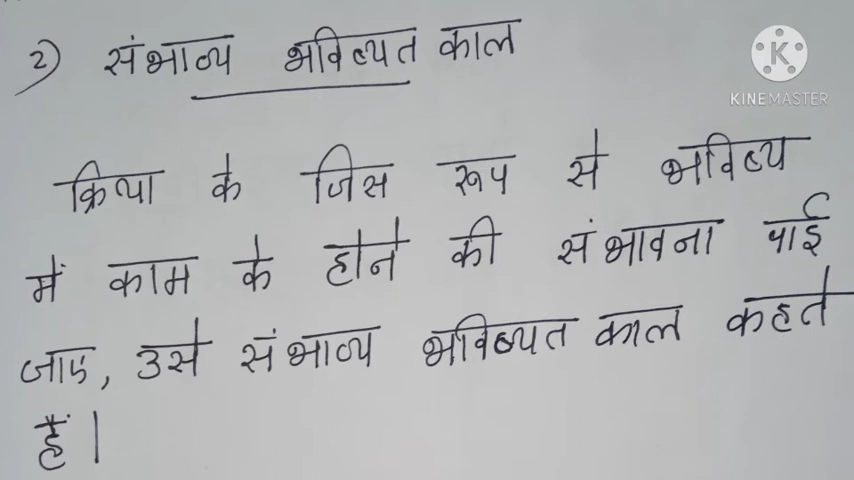 2) संभाव्य भविष्यत काल
KINEMASTER
क्रिया के जिस रूप से भविष्य
में काम के होने की संभावना पाई
जाए, उसे संभाव्य भविष्यत काल कहते
हैं।